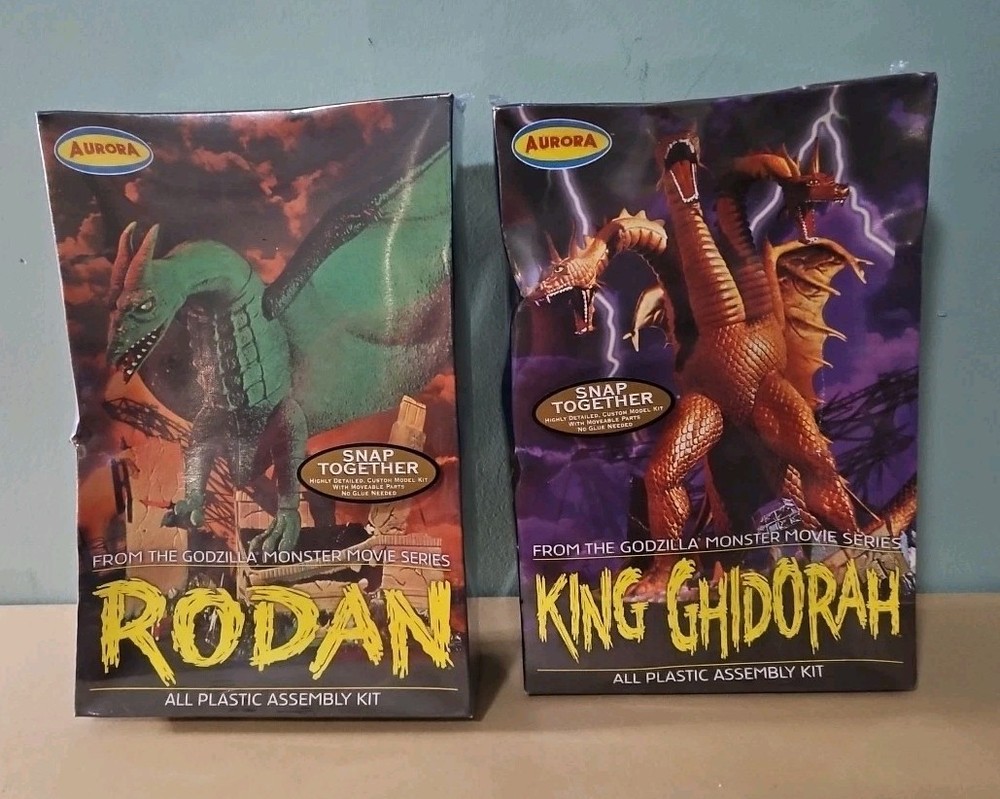 AURORA
SNAP
TOGETHER
HIGHLY DETAILED, CUSTOM MODEL KIT
WITH MOVEABLE PARTS
NO GLUE NEEDED
FROM THE GODZILLA MONSTER MOVIE SERIES
RODAN
ALL PLASTIC ASSEMBLY KIT
AURORA
SNAP
TOGETHER
HIGHLY DETAILED, CUSTOM MODEL KIT
WITH MOVEABLE PARTS
NO GLUE NEEDED
FROM THE GODZILLA MONSTER MOVIE SERIES
KING GHIDORAH
ALL PLASTIC ASSEMBLY KIT